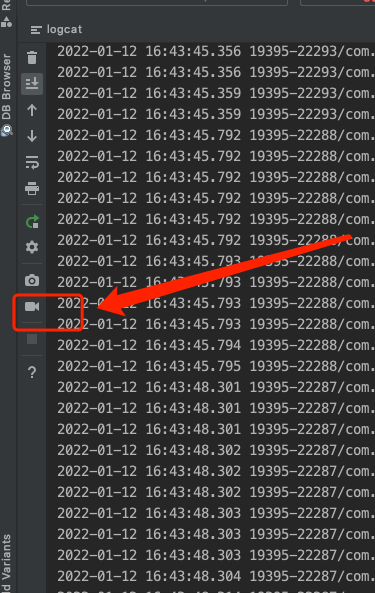 Re
logcat
DB Browser
2022-01-12 16:43:45.356 19395-22293/com.
2022-01-12 16:43:45.356 19395-22293/com.
2022-01-12 16:43:45.359 19395-22293/com.
2022-01-12 16:43:45.359 19395-22293/com.
2022-01-12 16:43:45.792 19395-22288/com.
2022-01-12 16:43:45.792 19395-22288/com.
2022-01-12 16:43:45.792 19395-22288/com.
2022-01-12 16:43:45.792 19395-22288/com.
2022-01-12 16:43:45.792 19395-22288/com.
2022-01-12 16:43:45.792 19395-22288/com.
2022-01-12 16:43:45.793 19395-22288/com.
2022-01-12 16:43:45.793 19395-22288/com.
2022-01-12 16:43:45.793 19395-22288/com.
2022-01-12 16:43:45.793 19395-22288/com.
2022-01-12 16:43:45.794 19395-22288/com.
2022-01-12 16:43:45.795 19395-22288/com.
2022-01-12 16:43:48.301 19395-22287/com.
2022-01-12 16:43:48.301 19395-22287/com.
2022-01-12 16:43:48.301 19395-22287/com.
2022-01-12 16:43:48.302 19395-22287/com.
2022-01-12 16:43:48.302 19395-22287/com.
2022-01-12 16:43:48.302 19395-22287/com.
2022-01-12 16:43:48.303 19395-22287/com.
2022-01-12 16:43:48.303 19395-22287/com.
2022-01-12 16:43:48.303 19395-22287/com.
2022-01-12 16:43:48.304 19395-22287/com.
?
d Variants